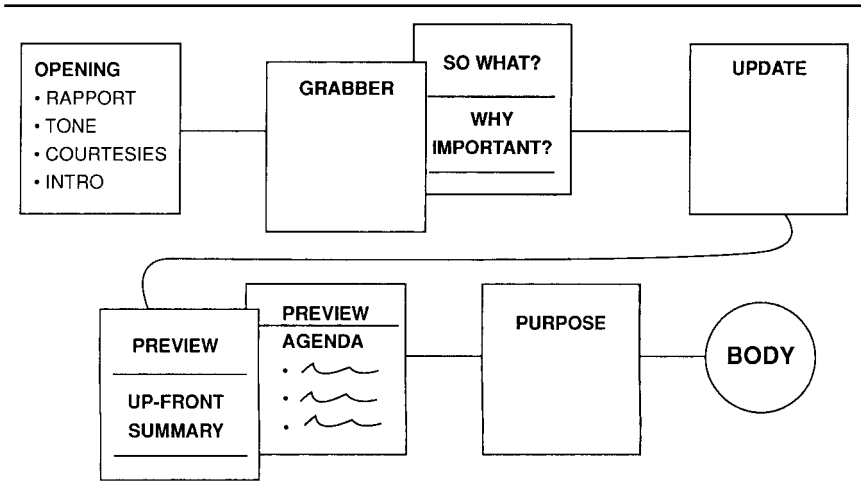 OPENING
• RAPPORT
• TONE
• COURTESIES
• INTRO
GRABBER
SO WHAT?
WHY
IMPORTANT?
UPDATE
PREVIEW
UP-FRONT
SUMMARY
PREVIEW
AGENDA
•
•
•
PURPOSE
BODY